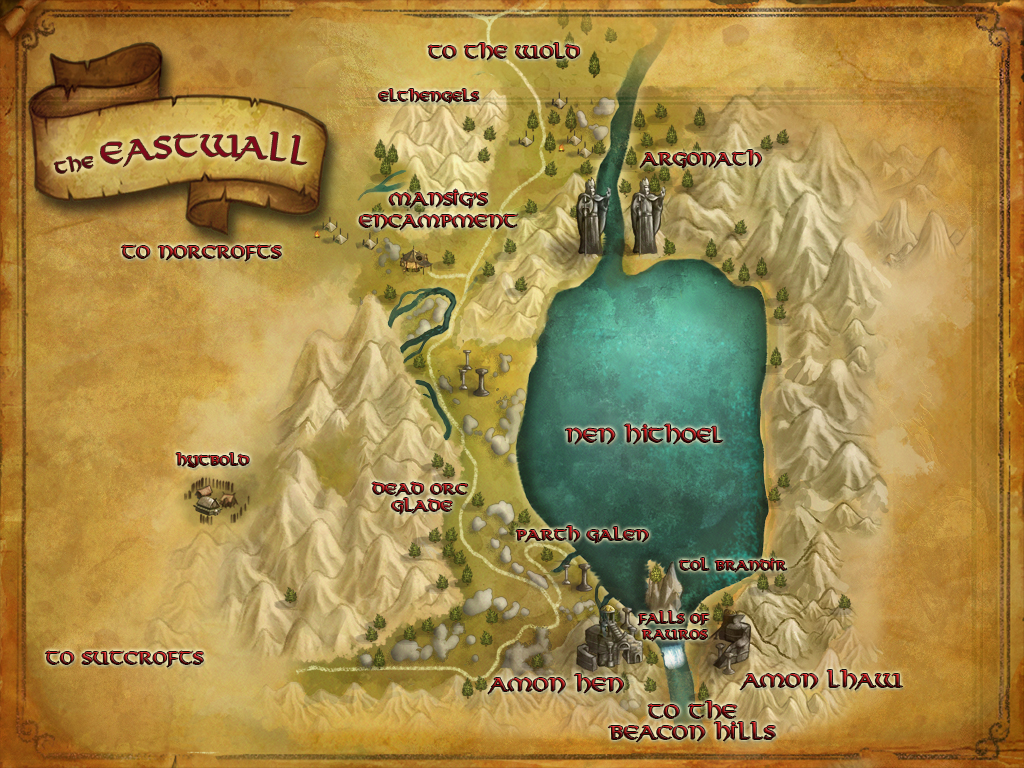 TO THE WOLD
ELTHENGELS
THE EASTWALL
ARGONATH
MANSIG'S
ENCAMPMENT
TO NORCROFTS
NEN HITHOEL
HYTBOLD
DEAD ORC
GLADE
PARTH GALEN
TOL BRANDIR
FALLS OF
RAUROS
TO SUTCROFTS
AMON HEN
AMON LHAW
TO THE
BEACON HILLS